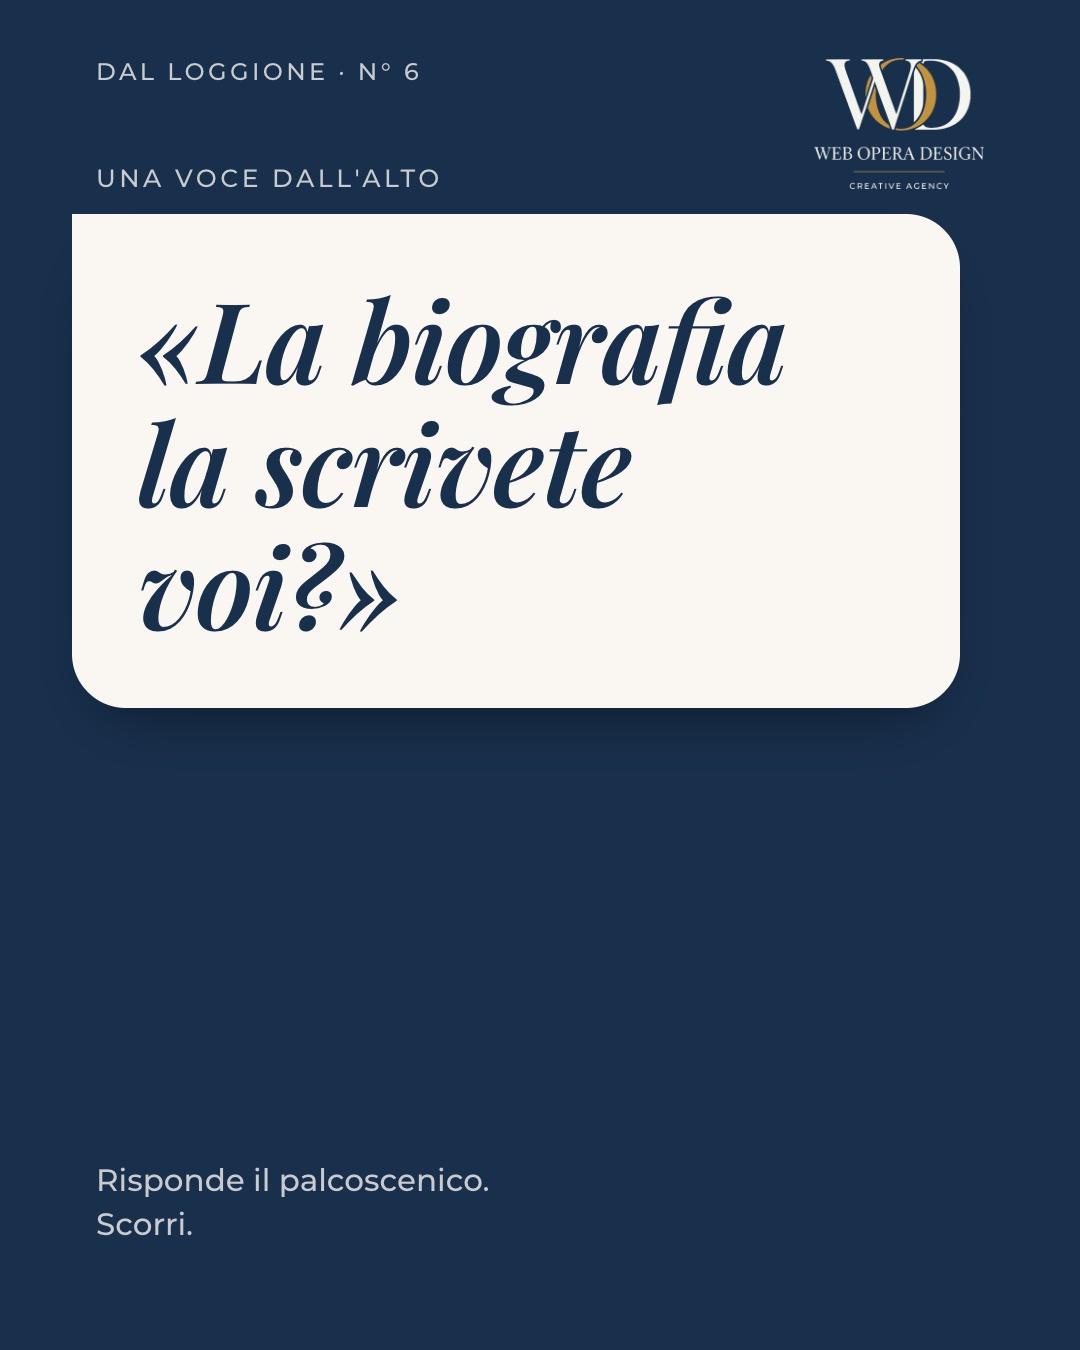 DAL LOGGIONE · N° 6
WOD
WEB OPERA DESIGN
CREATIVE AGENCY
UNA VOCE DALL'ALTO
«La biografia
la scrivete
voi?»
Risponde il palcoscenico.
Scorri.